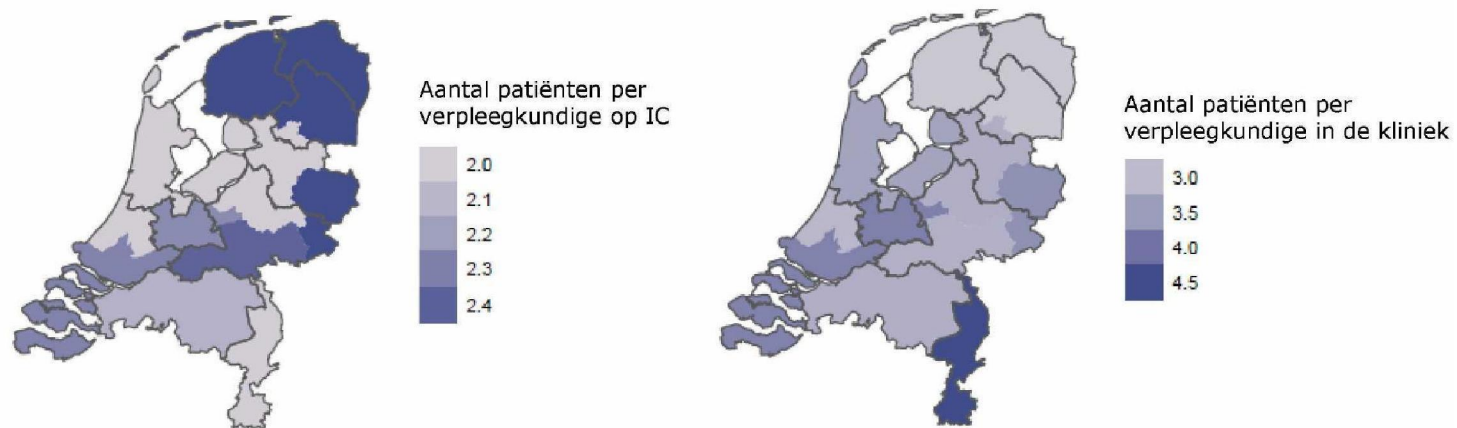 Aantal patiënten per
verpleegkundige op IC
2.0
2.1
2.2
2.3
2.4
Aantal patiënten per
verpleegkundige in de kliniek
3.0
3.5
4.0
4.5